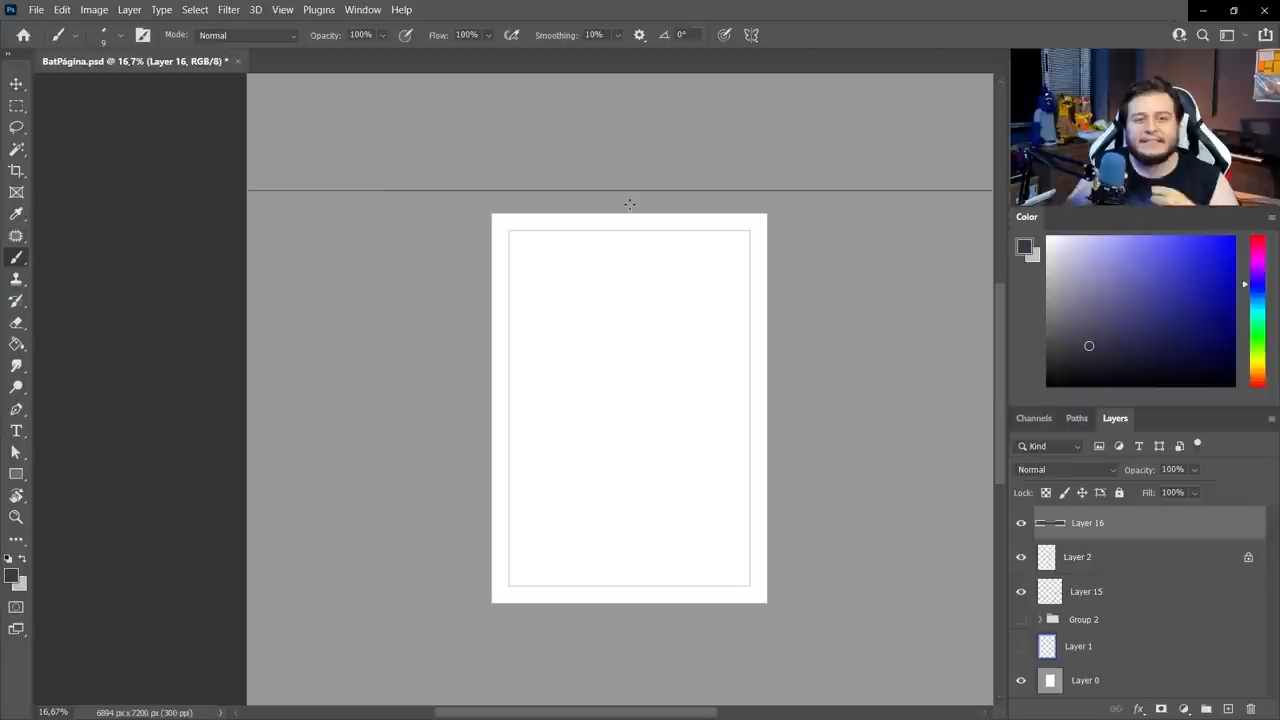 Ps File Edit Image Layer Type Select Filter 3D View Plugins Window Help
9 Mode: Normal Opacity: 100% Flow: 100% Smoothing: 10% 0°
BatPágina.psd @ 16,7% (Layer 16, RGB/8) * ×
Color
Channels Paths Layers
Kind
Normal Opacity: 100%
Lock: Fill: 100%
Layer 16
Layer 2
Layer 15
Group 2
Layer 1
Layer 0
16,67% 6894 px x 7200 px (300 ppi)